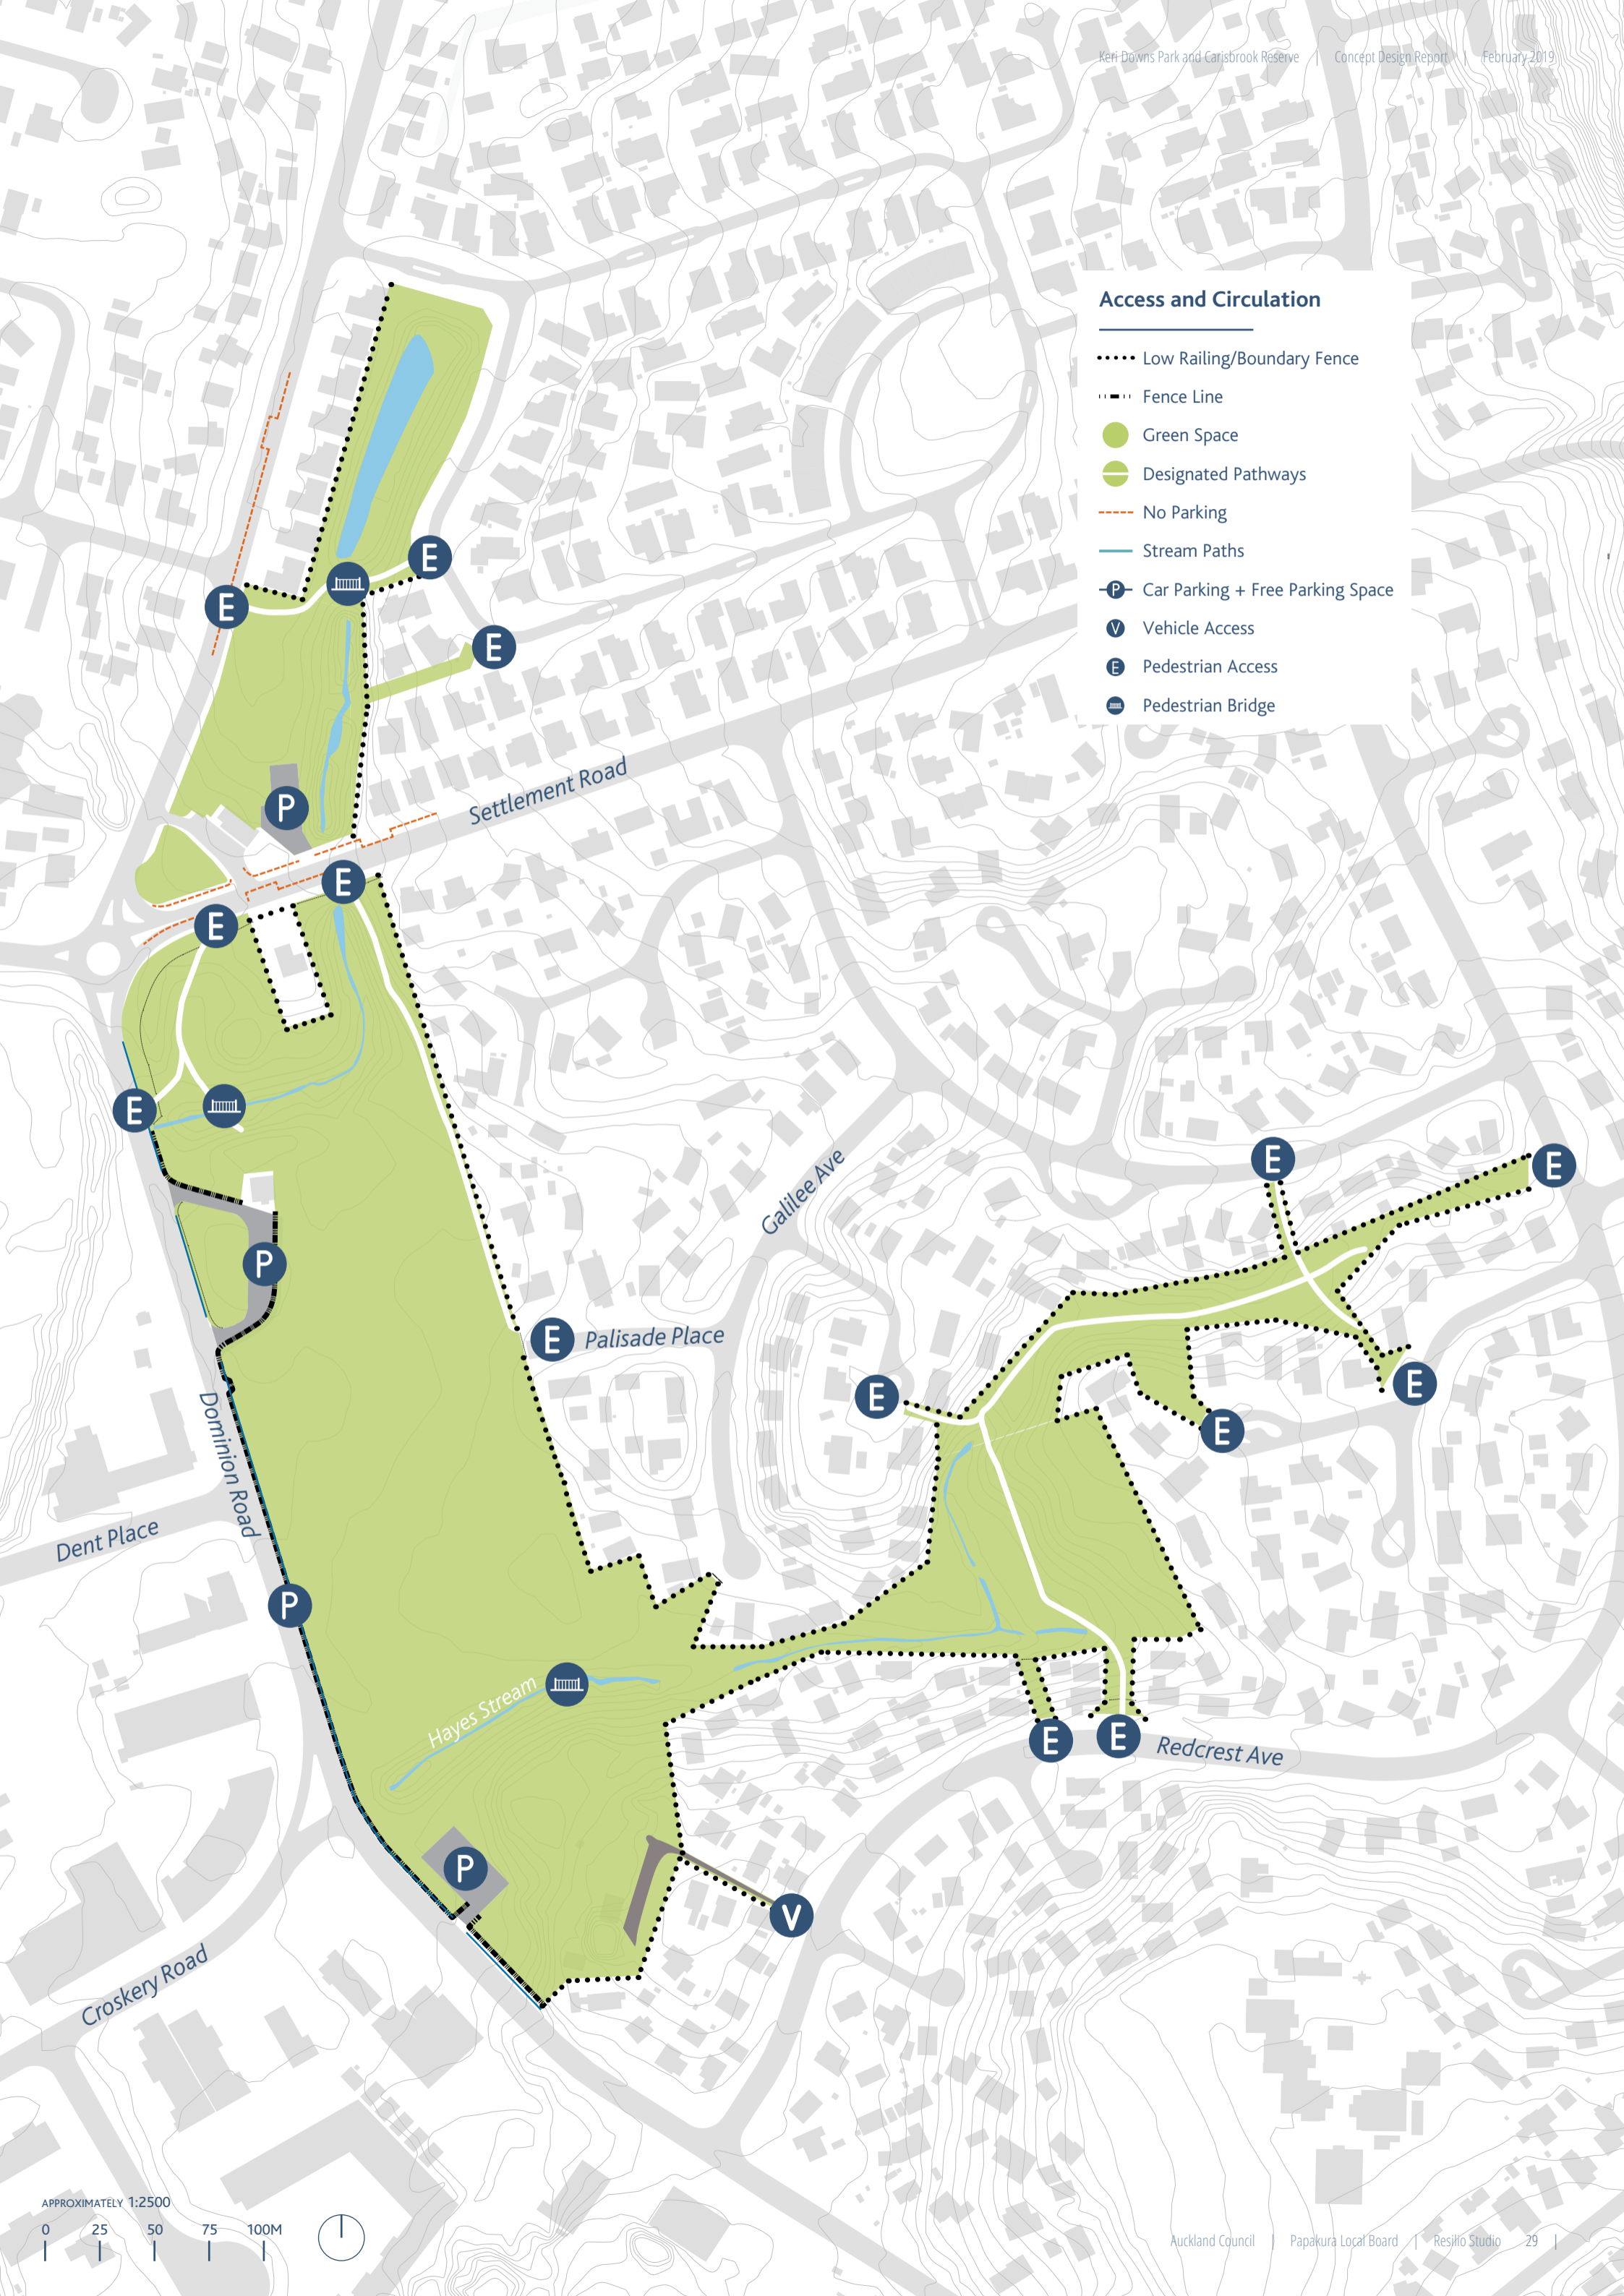 Keri Downs Park and Carisbrook Reserve | Concept Design Report | February 2019
Access and Circulation
Low Railing/Boundary Fence
Fence Line
Green Space
Designated Pathways
No Parking
Stream Paths
P Car Parking + Free Parking Space
V Vehicle Access
E Pedestrian Access
Pedestrian Bridge
E
E
E
P
Settlement Road
E
E
E
P
Galilee Ave
E
E
E Palisade Place
E
E
E
Dominion Road
Dent Place
P
Hayes Stream
E
E
Redcrest Ave
P
V
Croskery Road
APPROXIMATELY 1:2500
0 25 50 75 100M
Auckland Council | Papakura Local Board | Resilio Studio 29 |